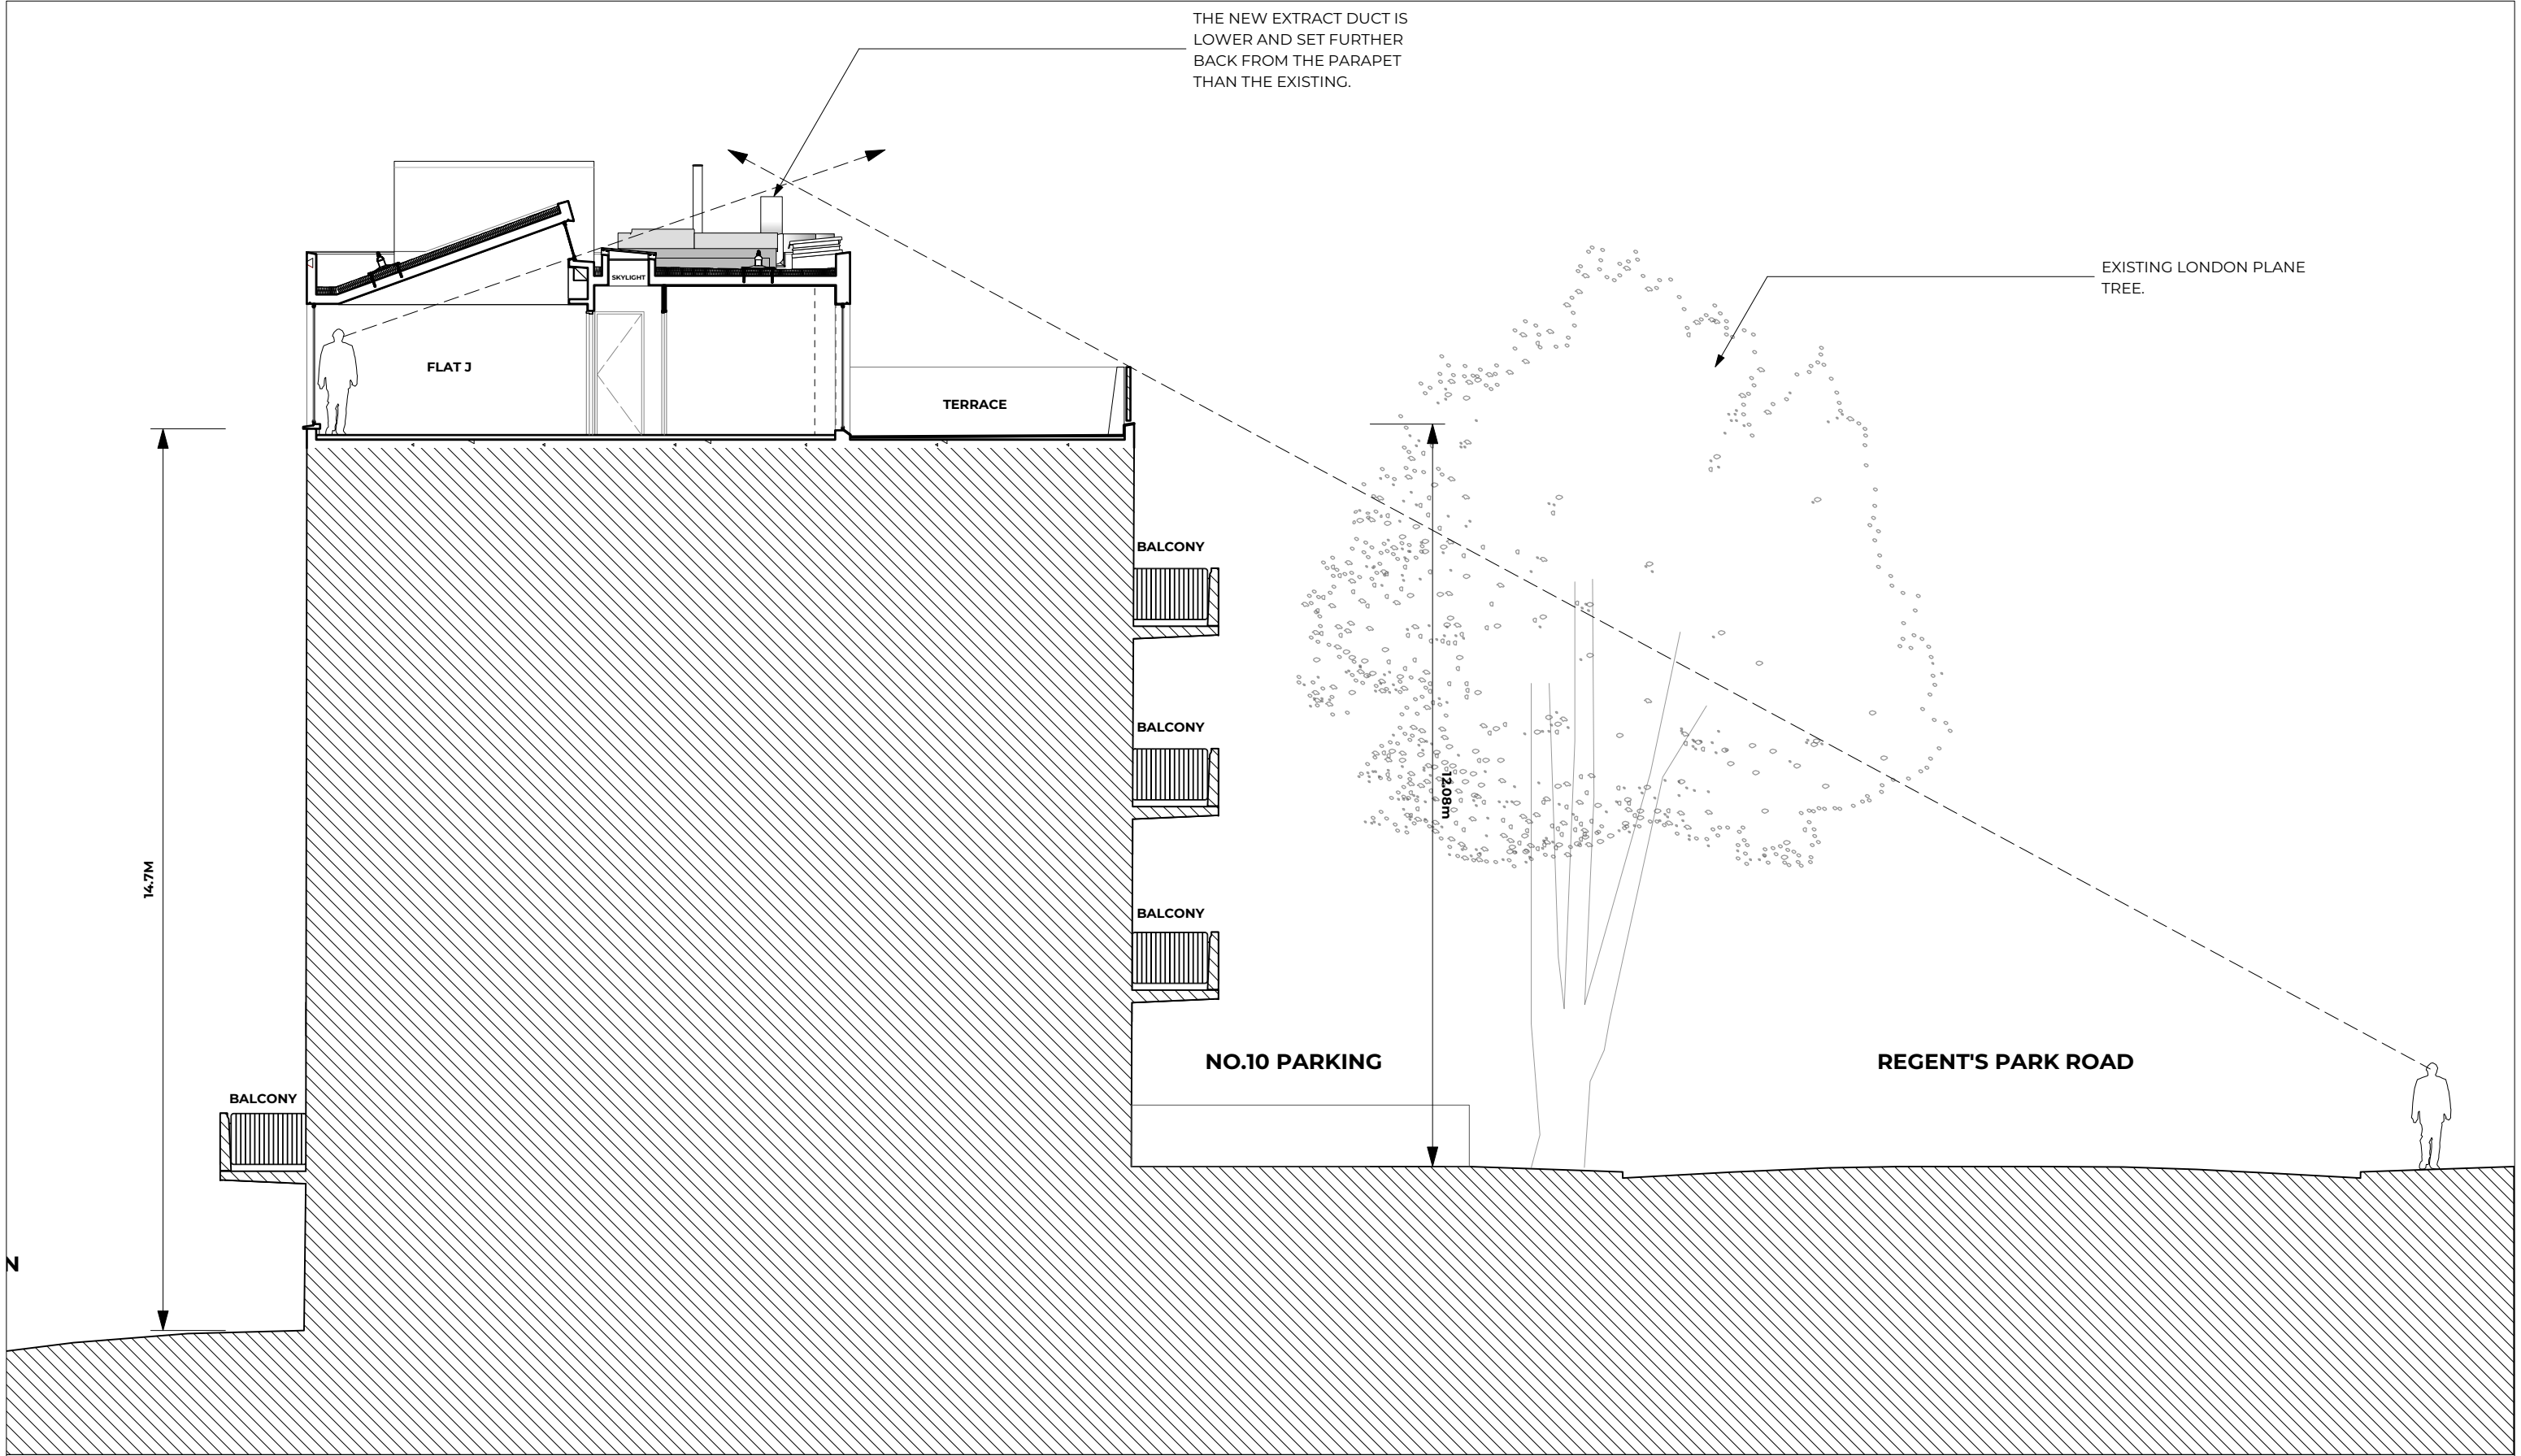 THE NEW EXTRACT DUCT IS
LOWER AND SET FURTHER
BACK FROM THE PARAPET
THAN THE EXISTING.
EXISTING LONDON PLANE
TREE.
SKYLIGHT
FLAT J
TERRACE
BALCONY
BALCONY
12.08m
14.7M
BALCONY
NO.10 PARKING
REGENT'S PARK ROAD
BALCONY
N